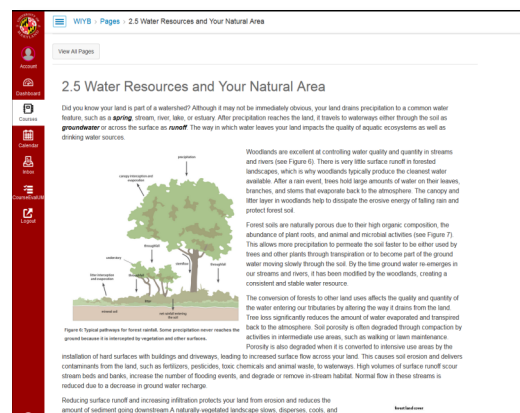 WIYB › Pages › 2.5 Water Resources and Your Natural Area
View All Pages
Account
Dashboard
Courses
Calendar
Inbox
CourseEvalUM
Logout
2.5 Water Resources and Your Natural Area
Did you know your land is part of a watershed? Although it may not be immediately obvious, your land drains precipitation to a common water
feature, such as a spring, stream, river, lake, or estuary. After precipitation reaches the land, it travels to waterways either through the soil as
groundwater or across the surface as runoff. The way in which water leaves your land impacts the quality of aquatic ecosystems as well as
drinking water sources.
precipitation
canopy interception and
evaporation
understory
throughfall
stemflow
throughfall
throughfall
litter interception
and evaporation
litter
mineral soil
net rainfall entering
the soil
Figure 6: Typical pathways for forest rainfall. Some precipitation never reaches the
ground because it is intercepted by vegetation and other surfaces.
Woodlands are excellent at controlling water quality and quantity in streams
and rivers (see Figure 6). There is very little surface runoff in forested
landscapes, which is why woodlands typically produce the cleanest water
available. After a rain event, trees hold large amounts of water on their leaves,
branches, and stems that evaporate back to the atmosphere. The canopy and
litter layer in woodlands help to dissipate the erosive energy of falling rain and
protect forest soil.
Forest soils are naturally porous due to their high organic composition, the
abundance of plant roots, and animal and microbial activities (see Figure 7).
This allows more precipitation to permeate the soil faster to be either used by
trees and other plants through transpiration or to become part of the ground
water moving slowly through the soil. By the time ground water re-emerges in
our streams and rivers, it has been modified by the woodlands, creating a
consistent and stable water resource.
The conversion of forests to other land uses affects the quality and quantity of
the water entering our tributaries by altering the way it drains from the land.
Tree loss significantly reduces the amount of water evaporated and transpired
back to the atmosphere. Soil porosity is often degraded through compaction by
activities in intermediate use areas, such as walking or lawn maintenance.
Porosity is also degraded when it is converted to intensive use areas by the
installation of hard surfaces with buildings and driveways, leading to increased surface flow across your land. This causes soil erosion and delivers
contaminants from the land, such as fertilizers, pesticides, toxic chemicals and animal waste, to waterways. High volumes of surface runoff scour
stream beds and banks, increase the number of flooding events, and degrade or remove in-stream habitat. Normal flow in these streams is
reduced due to a decrease in ground water recharge.
Reducing surface runoff and increasing infiltration protects your land from erosion and reduces the
amount of sediment going downstream.A naturally-vegetated landscape slows, disperses, cools, and
forest land cover